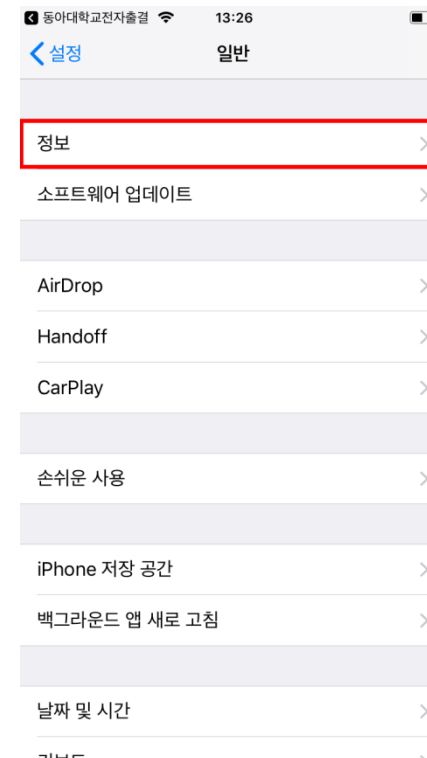 동아대학교전자출결 13:26
설정 일반
정보
소프트웨어 업데이트
AirDrop
Handoff
CarPlay
손쉬운 사용
iPhone 저장 공간
백그라운드 앱 새로 고침
날짜 및 시간